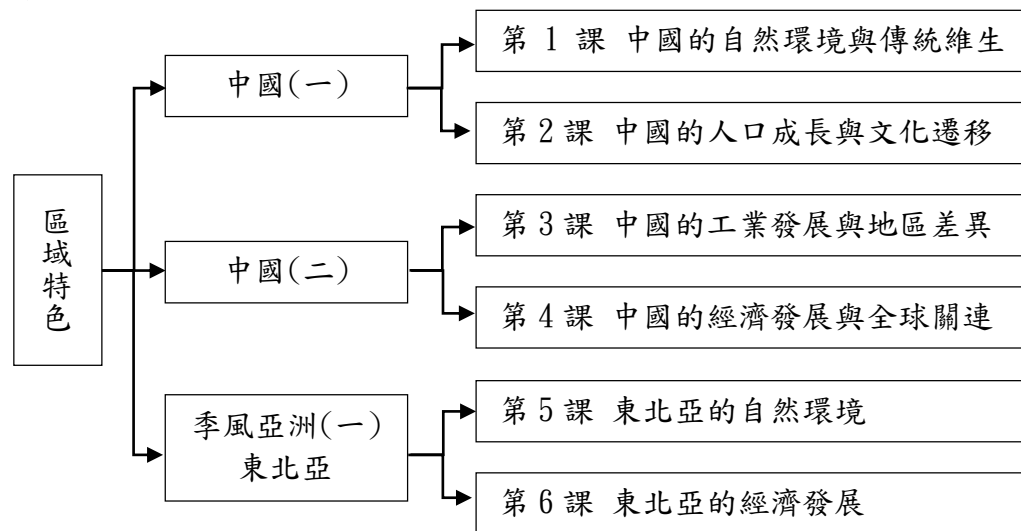 區域特色
中國(一)
第 1 課 中國的自然環境與傳統維生
第 2 課 中國的人口成長與文化遷移
中國(二)
第 3 課 中國的工業發展與地區差異
第 4 課 中國的經濟發展與全球關連
季風亞洲(一)
東北亞
第 5 課 東北亞的自然環境
第 6 課 東北亞的經濟發展